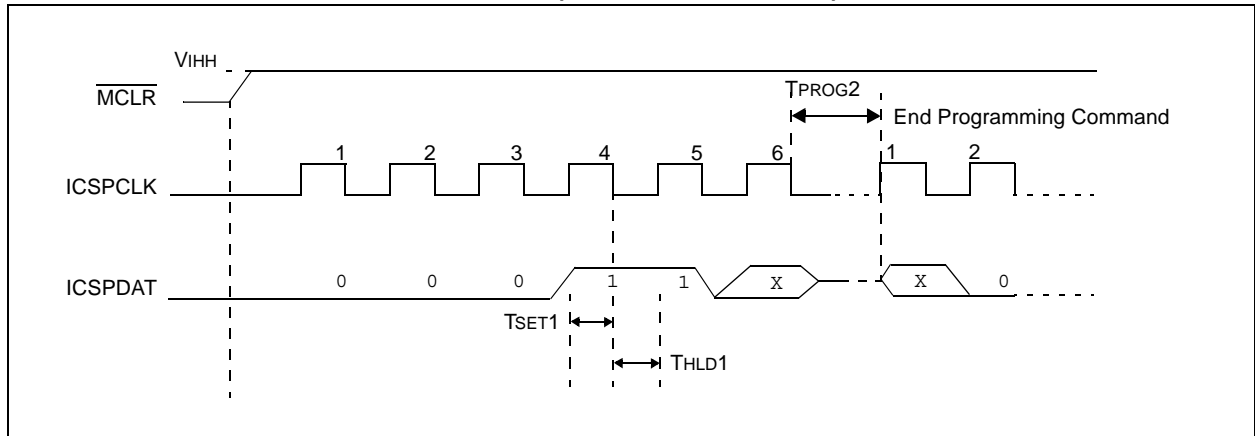 VIHH
MCLR
TPROG2
End Programming Command
1 2 3 4 5 6 1 2
ICSPCLK
ICSPDAT
0 0 0 1 1 X X 0
TSET1
THLD1